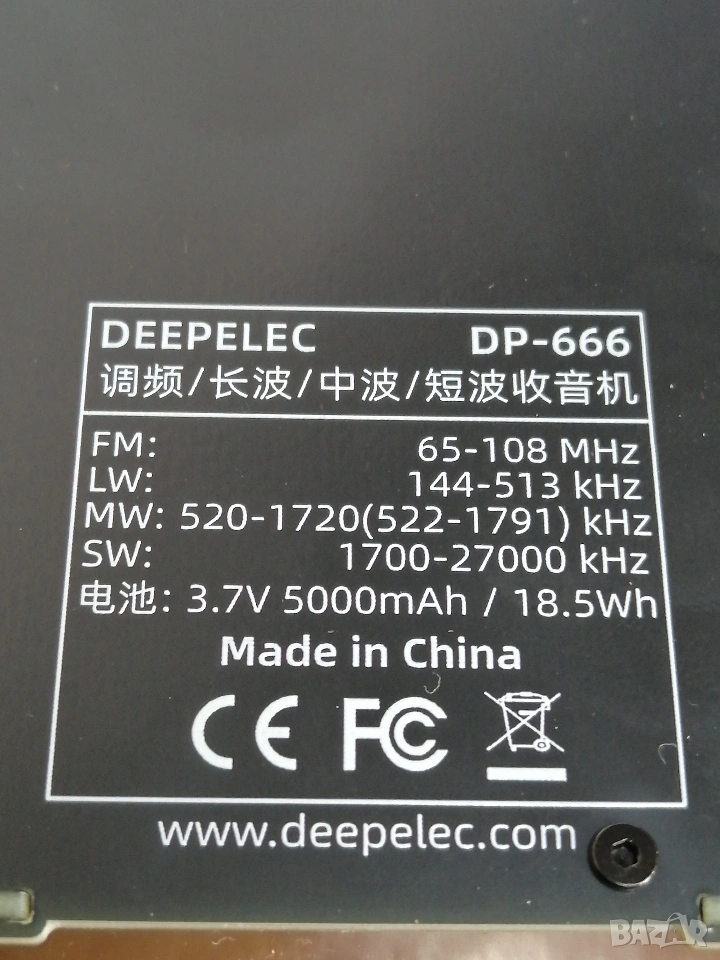 DEEPELEC DP-666
调频/长波/中波/短波收音机
FM: 65-108 MHz
LW: 144-513 kHz
MW: 520-1720(522-1791) kHz
SW: 1700-27000 kHz
电池: 3.7V 5000mAh / 18.5Wh
Made in China
CE FC
www.deepelec.com
BAZAR